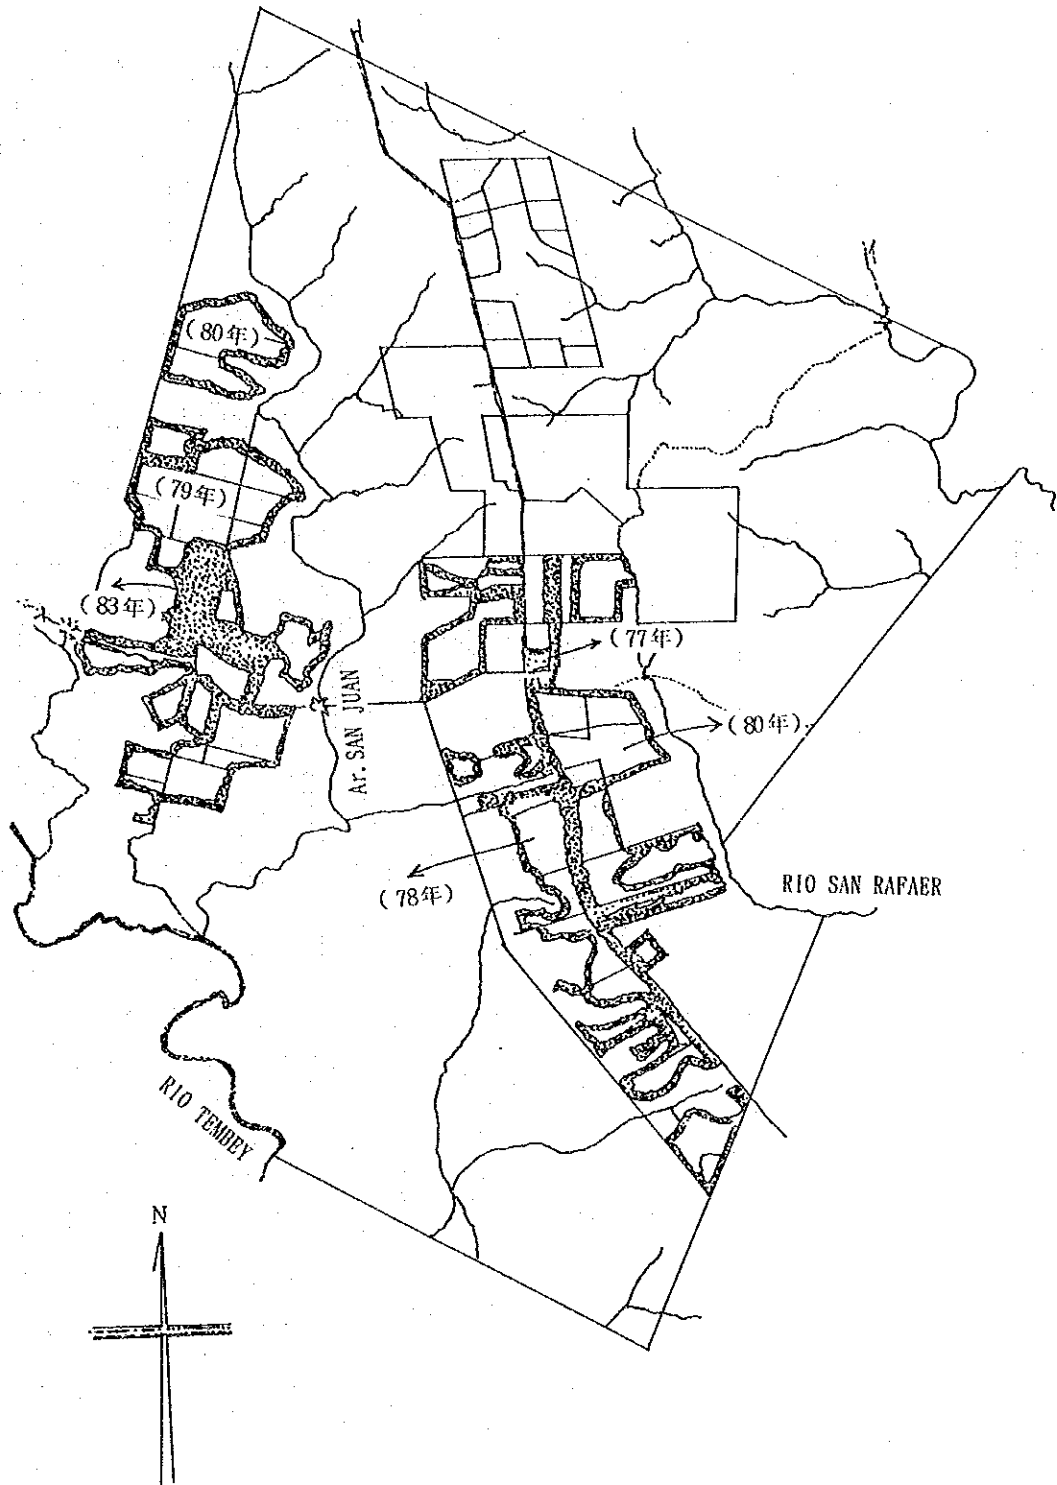 (80年)
(79年)
(83年)
(77年)
Ar. SAN JUAN
(80年)
(78年)
RIO SAN RAFAER
RIO TEMBEY
N